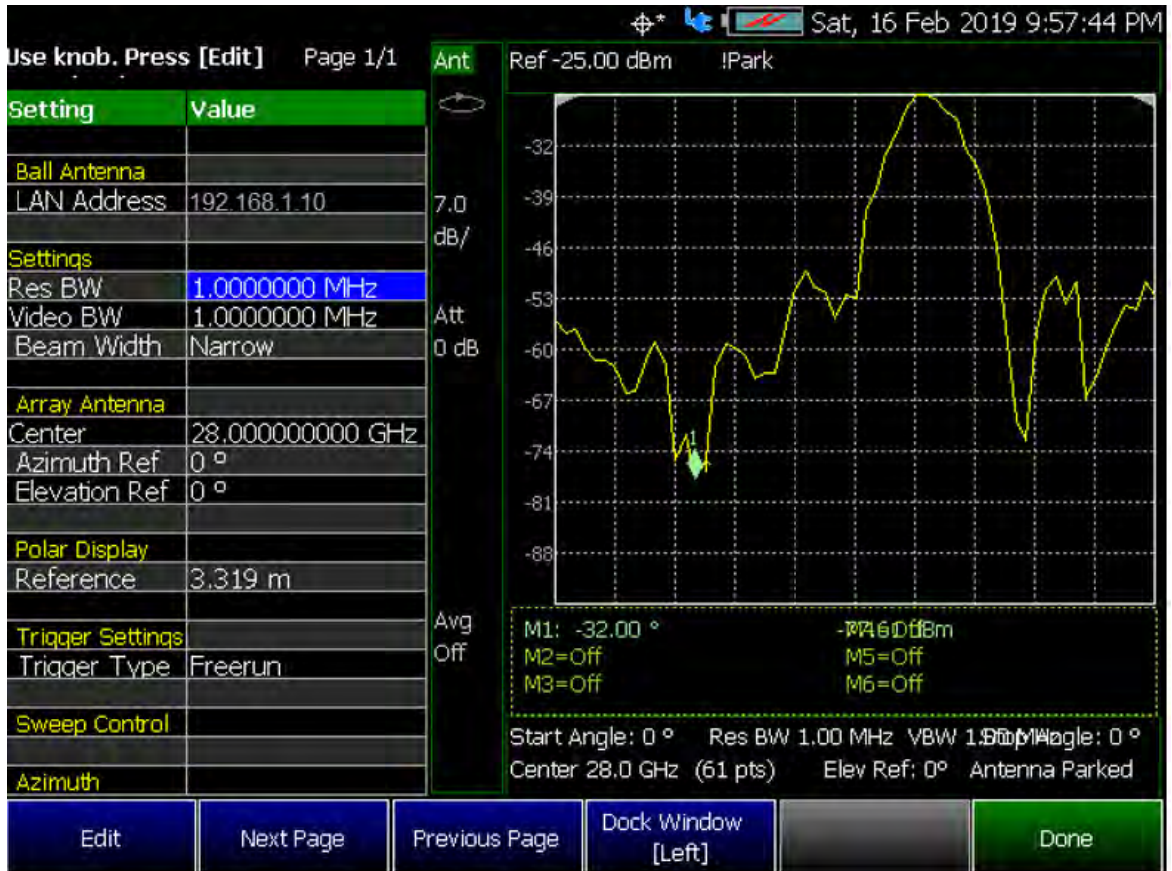 Sat, 16 Feb 2019 9:57:44 PM
Use knob. Press [Edit] Page 1/1
Setting Value
Ball Antenna
LAN Address 192.168.1.10
Settings
Res BW 1.0000000 MHz
Video BW 1.0000000 MHz
Beam Width Narrow
Array Antenna
Center 28.000000000 GHz
Azimuth Ref 0 º
Elevation Ref 0 º
Polar Display
Reference 3.319 m
Trigger Settings
Trigger Type Freerun
Sweep Control
Azimuth
Ant
7.0
dB/
Att
0 dB
Avg
Off
Ref -25.00 dBm !Park
-32
-39
-46
-53
-60
-67
-74
-81
-88
1
M1: -32.00 º
M2=Off M5=Off
M3=Off M6=Off
Start Angle: 0 º Res BW 1.00 MHz VBW Angle: 0 º
Center 28.0 GHz (61 pts) Elev Ref: 0º Antenna Parked
Edit
Next Page
Previous Page
Dock Window
[Left]
Done